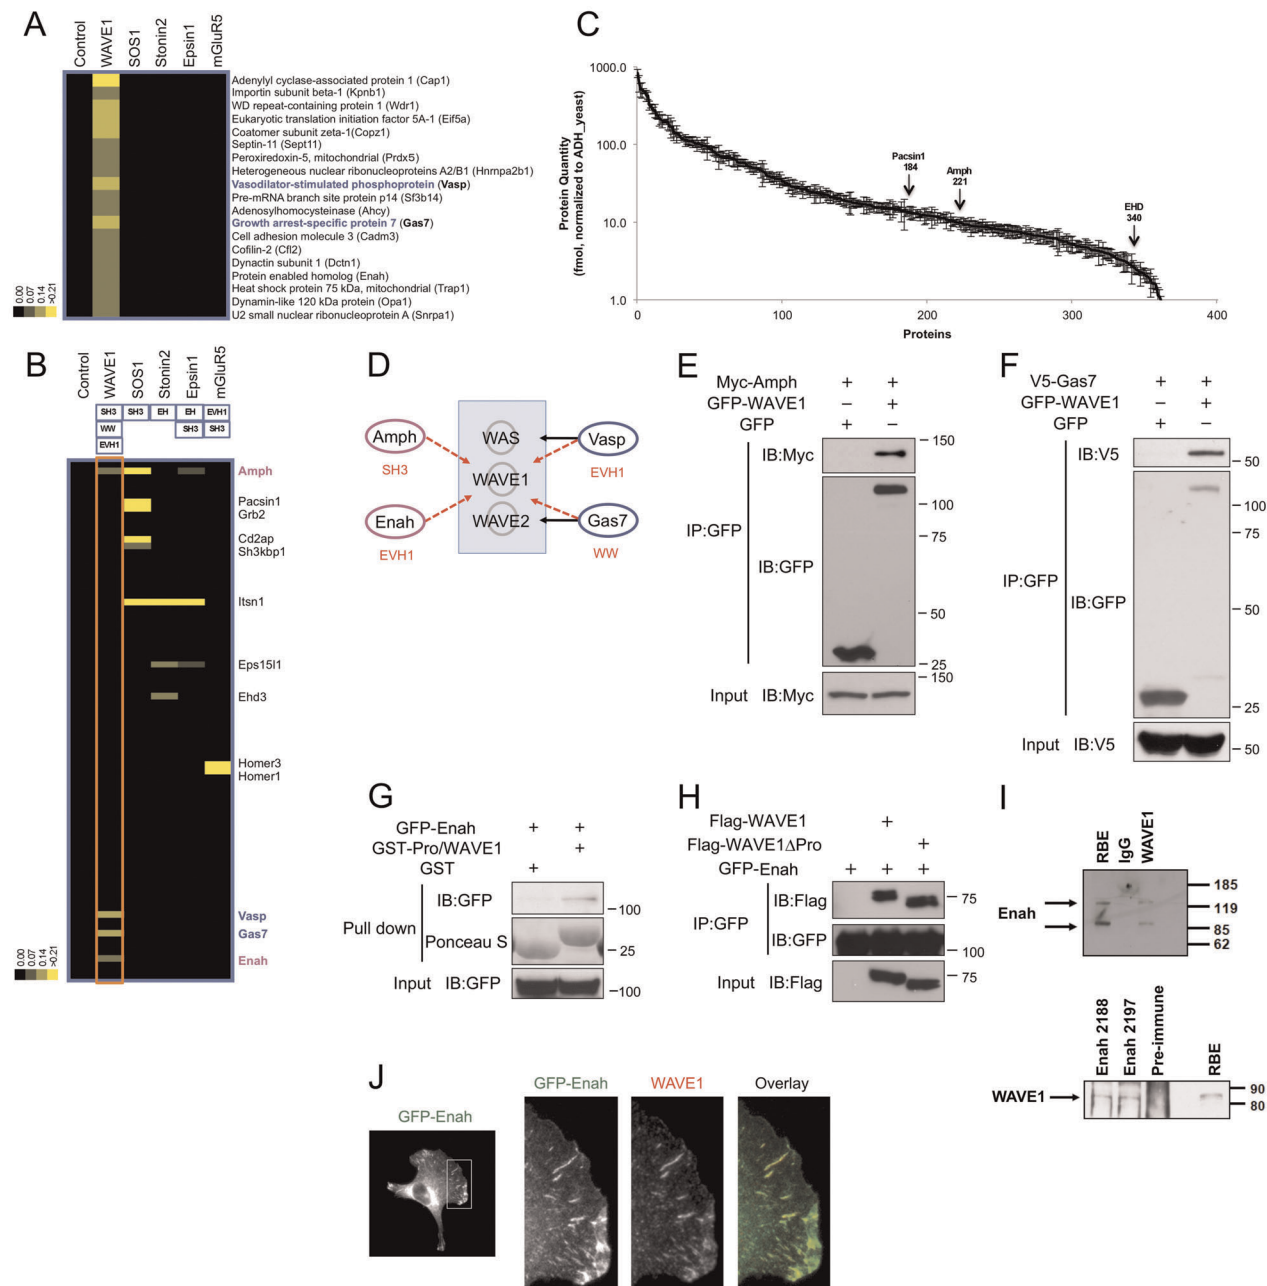 A
Control
WAVE1
SOS1
Stonin2
Epsin1
mGluR5
Adenylyl cyclase-associated protein 1 (Cap1)
Importin subunit beta-1 (Kpnb1)
WD repeat-containing protein 1 (Wdr1)
Eukaryotic translation initiation factor 5A-1 (Eif5a)
Coatomer subunit zeta-1(Copz1)
Septin-11 (Sept11)
Peroxiredoxin-5, mitochondrial (Prdx5)
Heterogeneous nuclear ribonucleoproteins A2/B1 (Hnrnpa2b1)
Vasodilator-stimulated phosphoprotein (Vasp)
Pre-mRNA branch site protein p14 (Sf3b14)
Adenosylhomocysteinase (Ahcy)
Growth arrest-specific protein 7 (Gas7)
Cell adhesion molecule 3 (Cadm3)
Cofilin-2 (Cfl2)
Dynactin subunit 1 (Dctn1)
Protein enabled homolog (Enah)
Heat shock protein 75 kDa, mitochondrial (Trap1)
Dynamin-like 120 kDa protein (Opa1)
U2 small nuclear ribonucleoprotein A (Snrpa1)
0.00
0.07
0.14
>0.21
C
Protein Quantity
(fmol, normalized to ADH_yeast)
1000.0
100.0
10.0
1.0
0
100
200
300
400
Proteins
Pacsin1
184
Amph
221
EHD
340
B
Control
WAVE1
SOS1
Stonin2
Epsin1
mGluR5
SH3 SH3 EH EH EVH1
WW SH3 SH3
EVH1
Amph
Pacsin1
Grb2
Cd2ap
Sh3kbp1
Itsn1
Eps15l1
Ehd3
Homer3
Homer1
Vasp
Gas7
Enah
0.00
0.07
0.14
>0.21
D
Amph
SH3
Enah
EVH1
WAS
WAVE1
WAVE2
Vasp
EVH1
Gas7
WW
E
Myc-Amph + +
GFP-WAVE1 − +
GFP + −
IP:GFP
IB:Myc
IB:GFP
Input IB:Myc
150
100
75
50
25
150
F
V5-Gas7 + +
GFP-WAVE1 − +
GFP + −
IP:GFP
IB:V5
IB:GFP
Input IB:V5
50
100
75
50
25
50
G
GFP-Enah + +
GST-Pro/WAVE1 +
GST +
Pull down
IB:GFP
Ponceau S
Input IB:GFP
100
25
100
H
Flag-WAVE1 +
Flag-WAVE1ΔPro +
GFP-Enah + + +
IP:GFP
IB:Flag
IB:GFP
Input IB:Flag
75
100
75
I
RBE
IgG
WAVE1
Enah
185
119
85
62
Enah 2188
Enah 2197
Pre-immune
RBE
WAVE1
90
80
J
GFP-Enah
GFP-Enah
WAVE1
Overlay